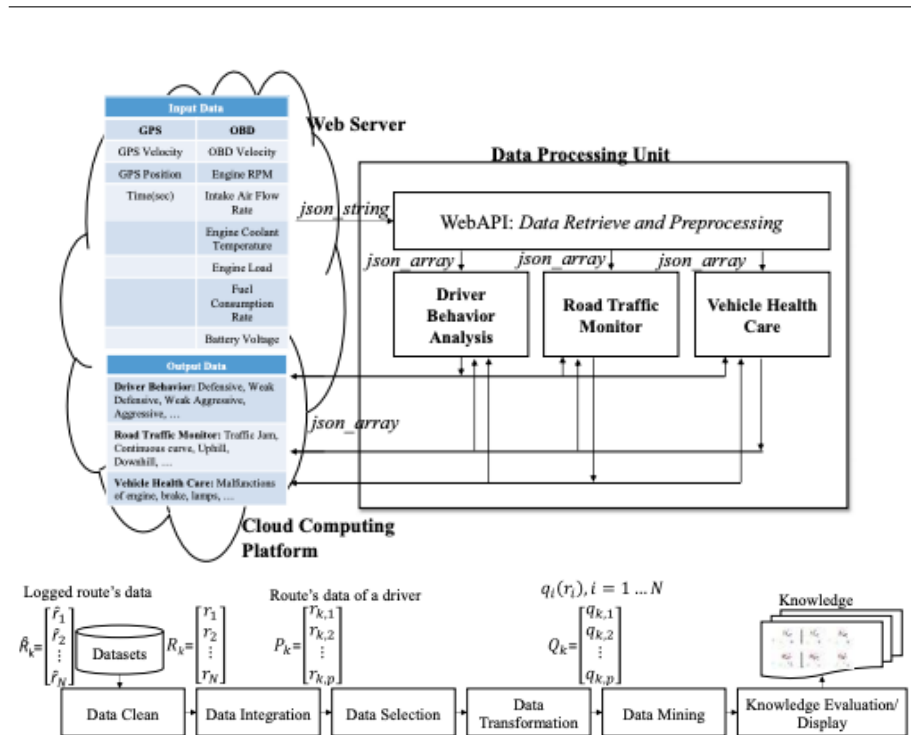 Input Data
GPS OBD
GPS Velocity OBD Velocity
GPS Position Engine RPM
Time(sec) Intake Air Flow
Rate
Engine Coolant
Temperature
Engine Load
Fuel
Consumption
Rate
Battery Voltage
Output Data
Driver Behavior: Defensive, Weak
Defensive, Weak Aggressive,
Aggressive, ...
Road Traffic Monitor: Traffic Jam,
Continuous curve, Uphill,
Downhill, ...
Vehicle Health Care: Malfunctions
of engine, brake, lamps, ...
Web Server
Cloud Computing
Platform
json_string
json_array
Data Processing Unit
WebAPI: Data Retrieve and Preprocessing
json_array json_array json_array
Driver
Behavior
Analysis
Road Traffic
Monitor
Vehicle Health
Care
Logged route's data
R̂k=[r̂1 r̂2 ⋮ r̂N]
Datasets
Rk=[r1 r2 ⋮ rN]
Route's data of a driver
Pk=[rk,1 rk,2 ⋮ rk,p]
qi(ri), i = 1 … N
Qk=[qk,1 qk,2 ⋮ qk,p]
Knowledge
Data Clean
Data Integration
Data Selection
Data
Transformation
Data Mining
Knowledge Evaluation/
Display